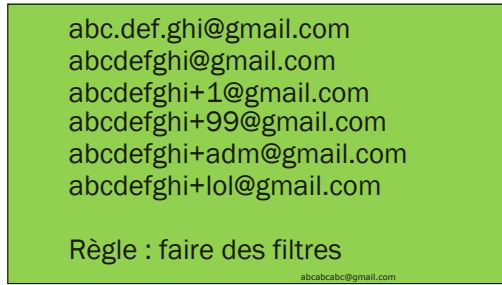 abc.def.ghi@gmail.com
abcdefghi@gmail.com
abcdefghi+1@gmail.com
abcdefghi+99@gmail.com
abcdefghi+adm@gmail.com
abcdefghi+lol@gmail.com
Règle : faire des filtres
abcabcabc@gmail.com